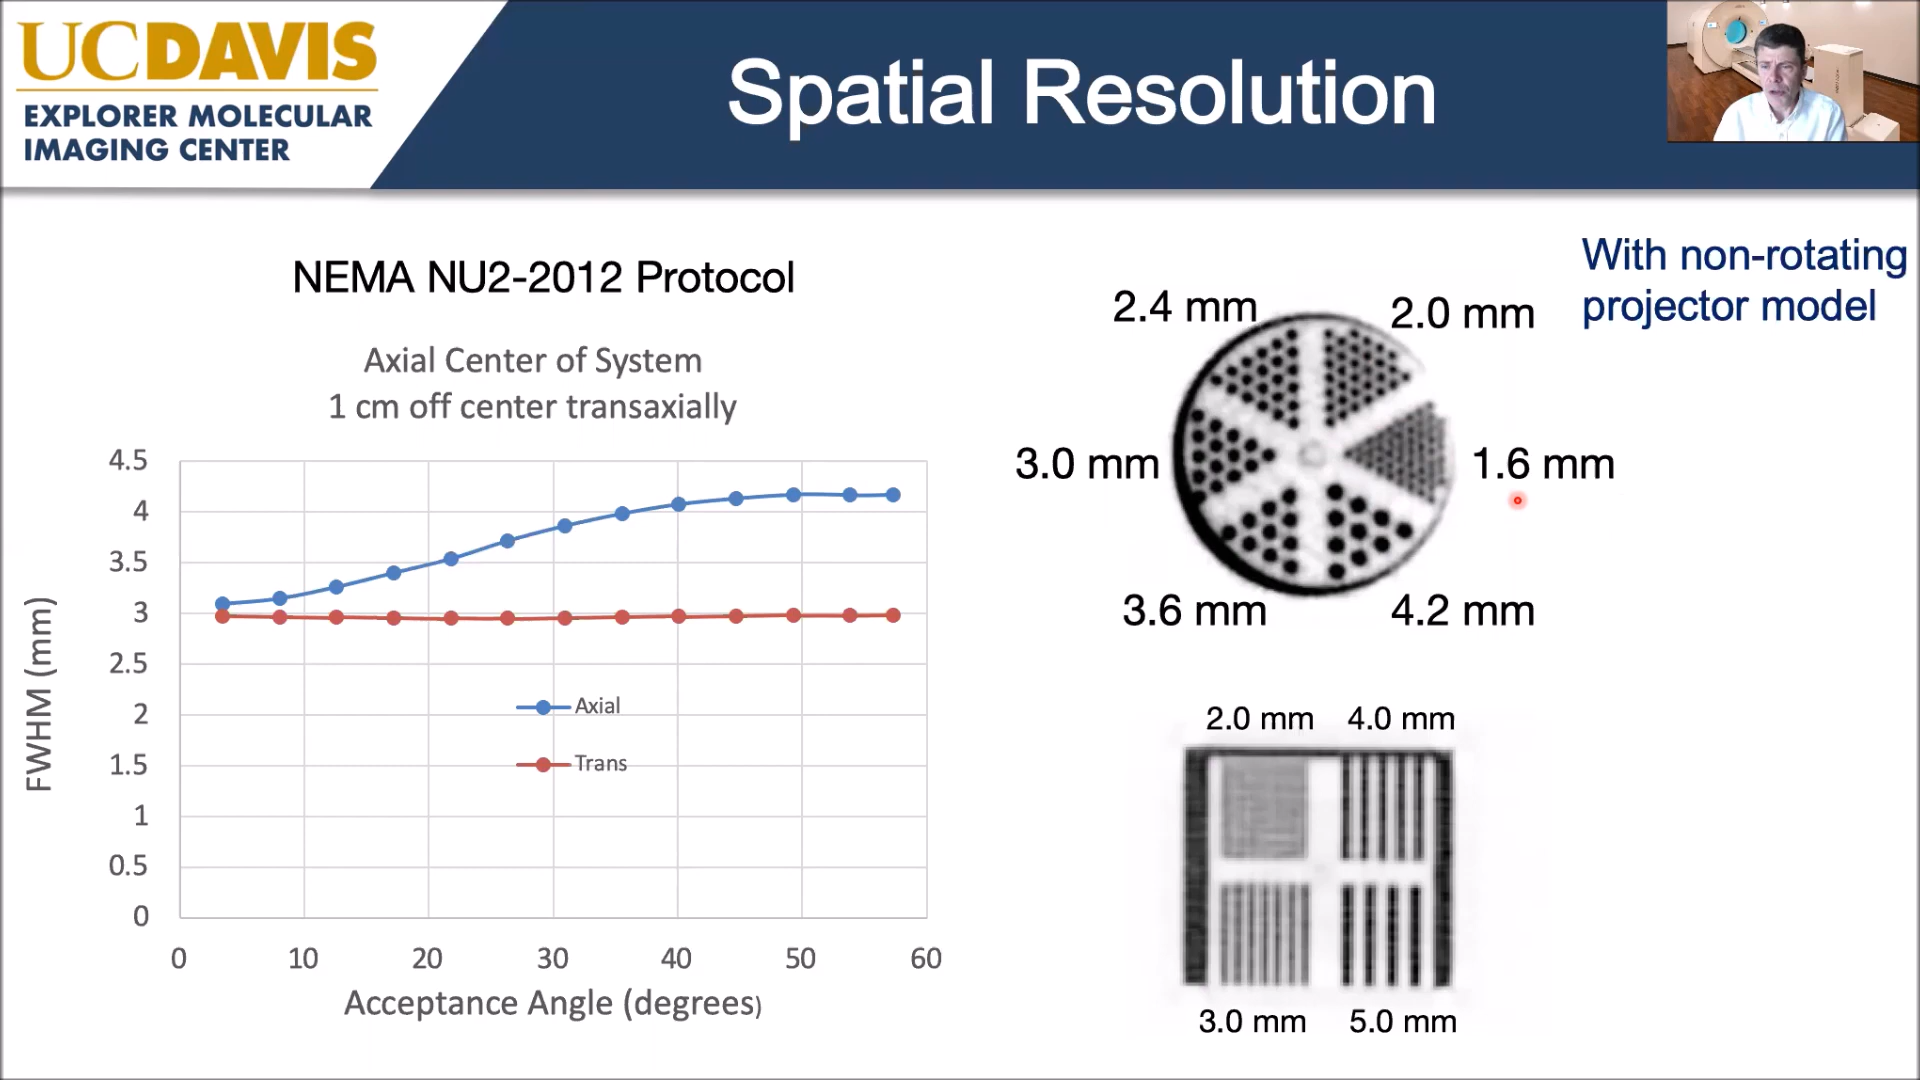 UCDAVIS
EXPLORER MOLECULAR
IMAGING CENTER
Spatial Resolution
NEMA NU2-2012 Protocol
Axial Center of System
1 cm off center transaxially
4.5
4
3.5
3
2.5
2
1.5
1
0.5
0
FWHM (mm)
Axial
Trans
0 10 20 30 40 50 60
Acceptance Angle (degrees)
With non-rotating
projector model
2.4 mm 2.0 mm
3.0 mm 1.6 mm
3.6 mm 4.2 mm
2.0 mm 4.0 mm
3.0 mm 5.0 mm